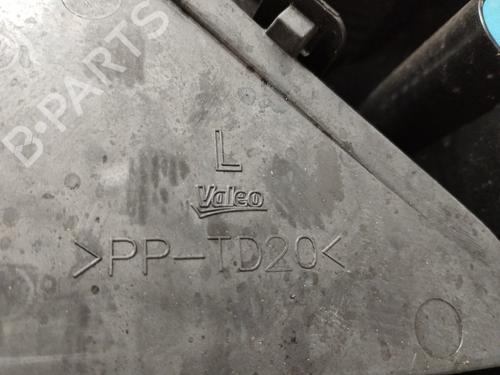 B-PARTS
L
Valeo
>PP-TD20<